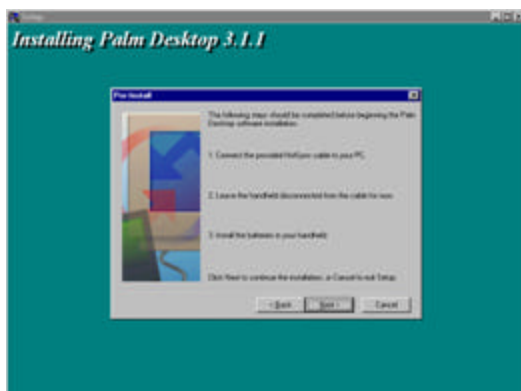 Setup
Installing Palm Desktop 3.1.1
Pre-Install
The following steps should be completed before beginning the Palm
Desktop software installation.
1. Connect the provided HotSync cable to your PC.
2. Leave the handheld disconnected from the cable for now.
3. Install the batteries in your handheld.
Click Next to continue the installation, or Cancel to exit Setup.
< Back
Next >
Cancel